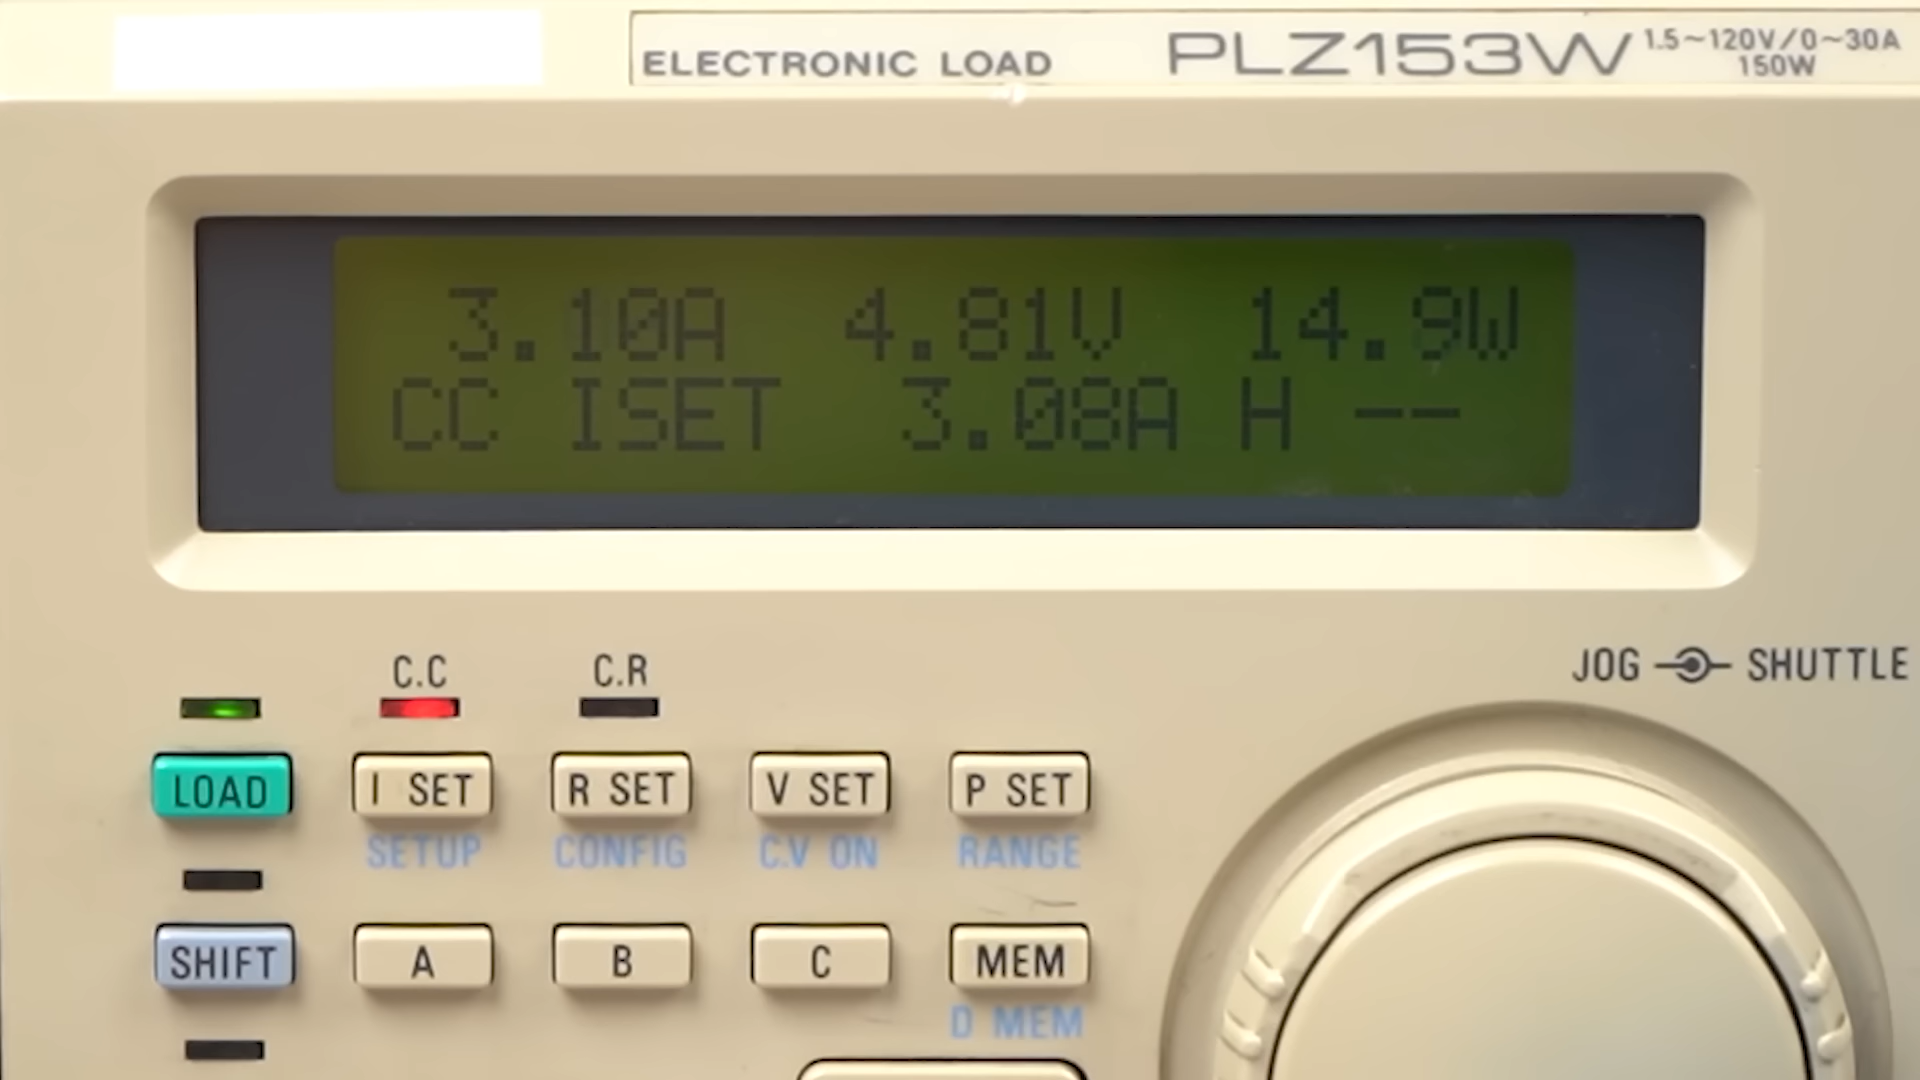 ELECTRONIC LOAD PLZ153W 1.5~120V/0~30A
150W
3.10A 4.81V 14.9W
CC ISET 3.08A H --
JOG SHUTTLE
C.C C.R
LOAD I SET R SET V SET P SET
SETUP CONFIG C.V ON RANGE
SHIFT A B C MEM
D MEM